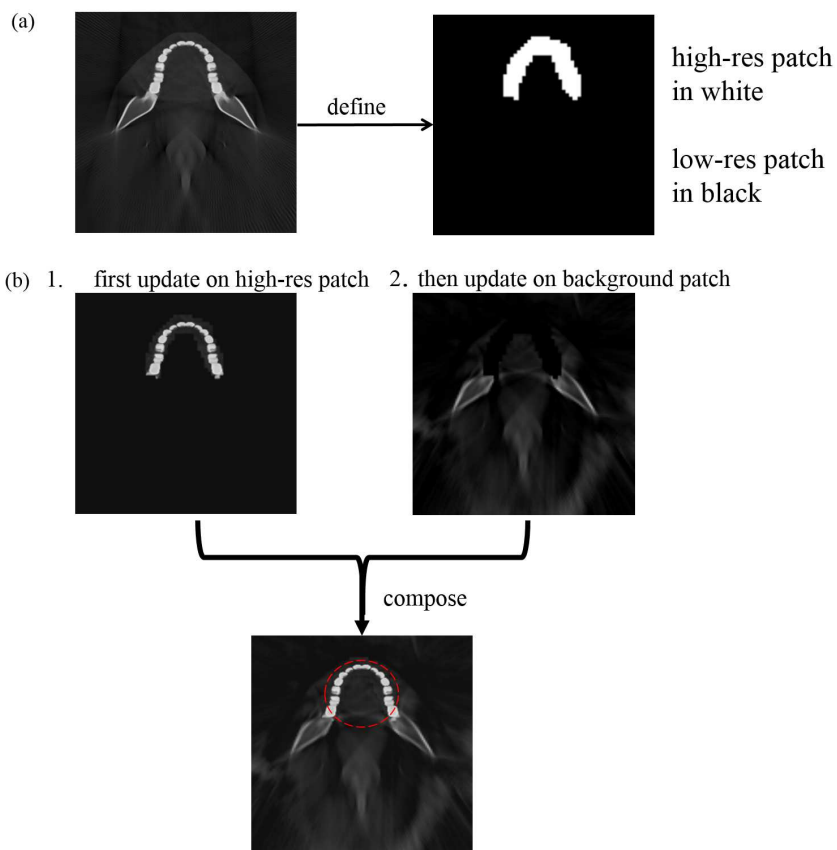 (a)
define
high-res patch
in white
low-res patch
in black
(b) 1. first update on high-res patch 2. then update on background patch
compose